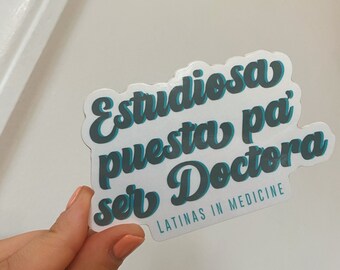 Estudiosa
puesta pa'
ser Doctora
LATINAS IN MEDICINE